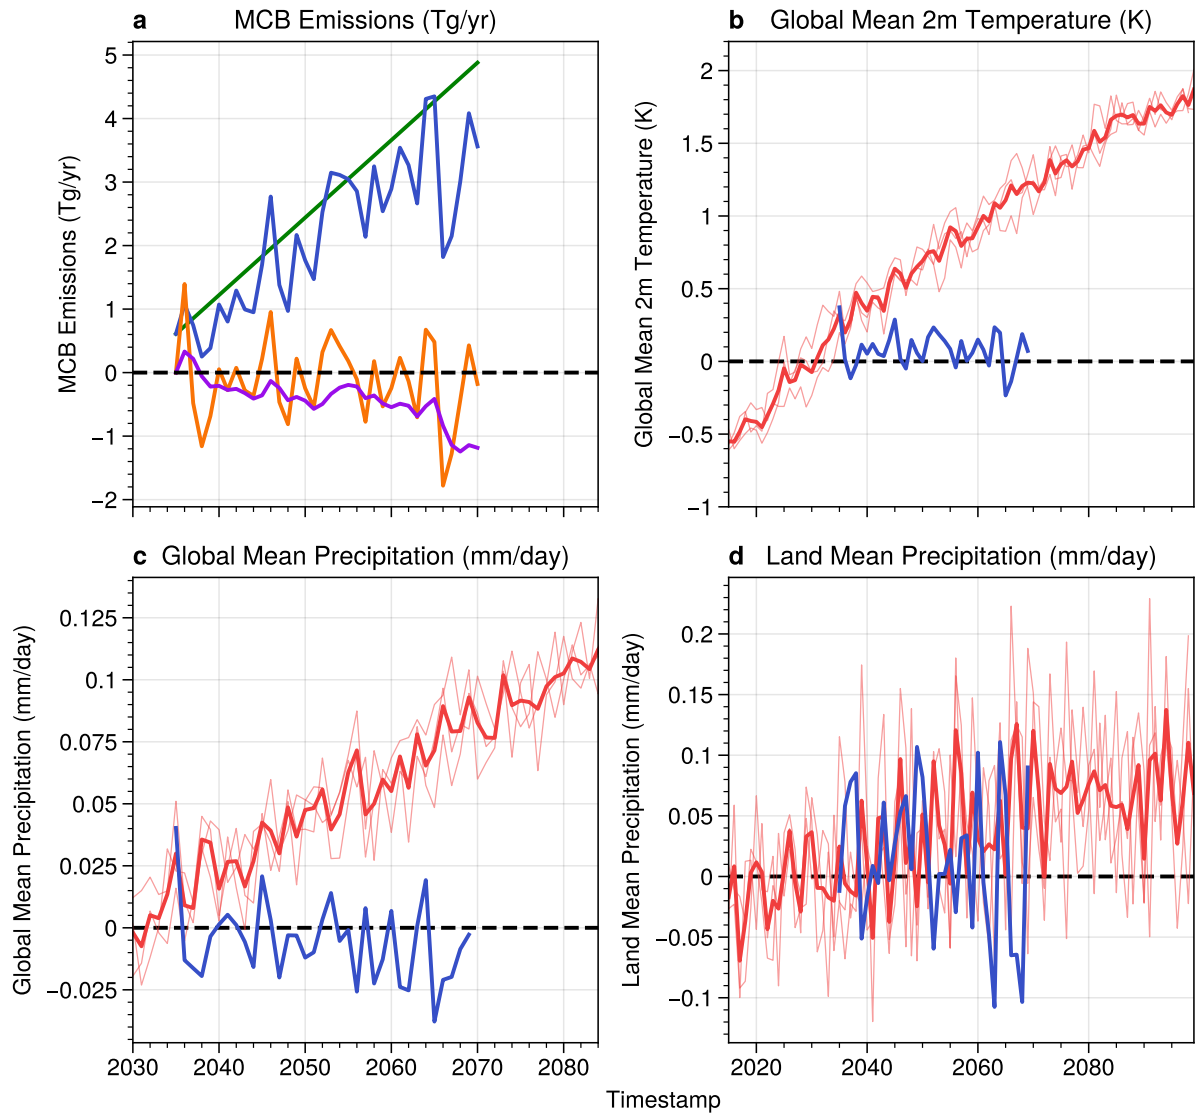 a MCB Emissions (Tg/yr)
MCB Emissions (Tg/yr)
5
4
3
2
1
0
−1
−2
b Global Mean 2m Temperature (K)
Global Mean 2m Temperature (K)
2
1.5
1
0.5
0
−0.5
−1
c Global Mean Precipitation (mm/day)
Global Mean Precipitation (mm/day)
0.125
0.1
0.075
0.05
0.025
0
−0.025
2030 2040 2050 2060 2070 2080
d Land Mean Precipitation (mm/day)
Land Mean Precipitation (mm/day)
0.2
0.15
0.1
0.05
0
−0.05
−0.1
2020 2040 2060 2080
Timestamp